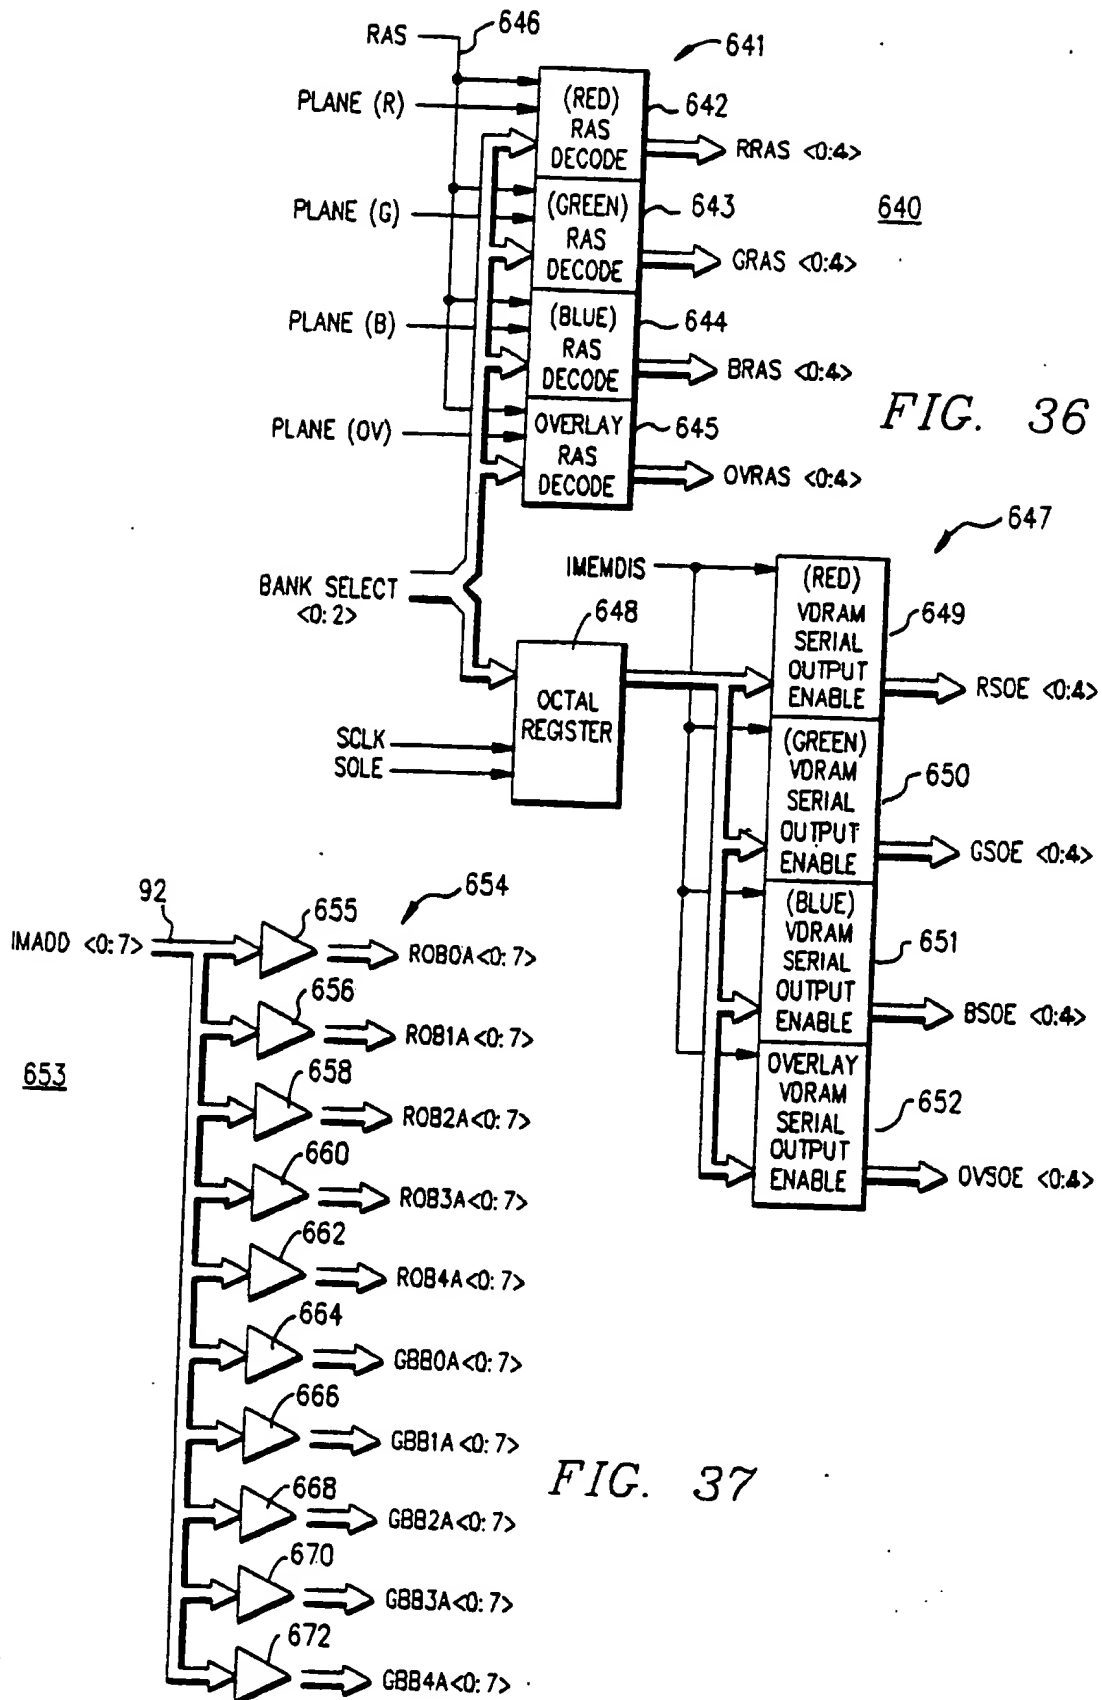 RAS
646
641
PLANE (R)
(RED)
RAS
DECODE
642
RRAS <0:4>
PLANE (G)
(GREEN)
RAS
DECODE
643
640
GRAS <0:4>
PLANE (B)
(BLUE)
RAS
DECODE
644
BRAS <0:4>
FIG. 36
PLANE (OV)
OVERLAY
RAS
DECODE
645
OVRAS <0:4>
647
BANK SELECT
<0:2>
IMEMDIS
648
OCTAL
REGISTER
SCLK
SOLE
(RED)
VDRAM
SERIAL
OUTPUT
ENABLE
649
RSOE <0:4>
(GREEN)
VDRAM
SERIAL
OUTPUT
ENABLE
650
GSOE <0:4>
(BLUE)
VDRAM
SERIAL
OUTPUT
ENABLE
651
BSOE <0:4>
OVERLAY
VDRAM
SERIAL
OUTPUT
ENABLE
652
OVSOE <0:4>
92
655
654
IMADD <0:7>
ROB0A<0:7>
656
ROB1A<0:7>
653
658
ROB2A<0:7>
660
ROB3A<0:7>
662
ROB4A<0:7>
664
GBB0A<0:7>
666
GBB1A<0:7>
FIG. 37
668
GBB2A<0:7>
670
GBB3A<0:7>
672
GBB4A<0:7>